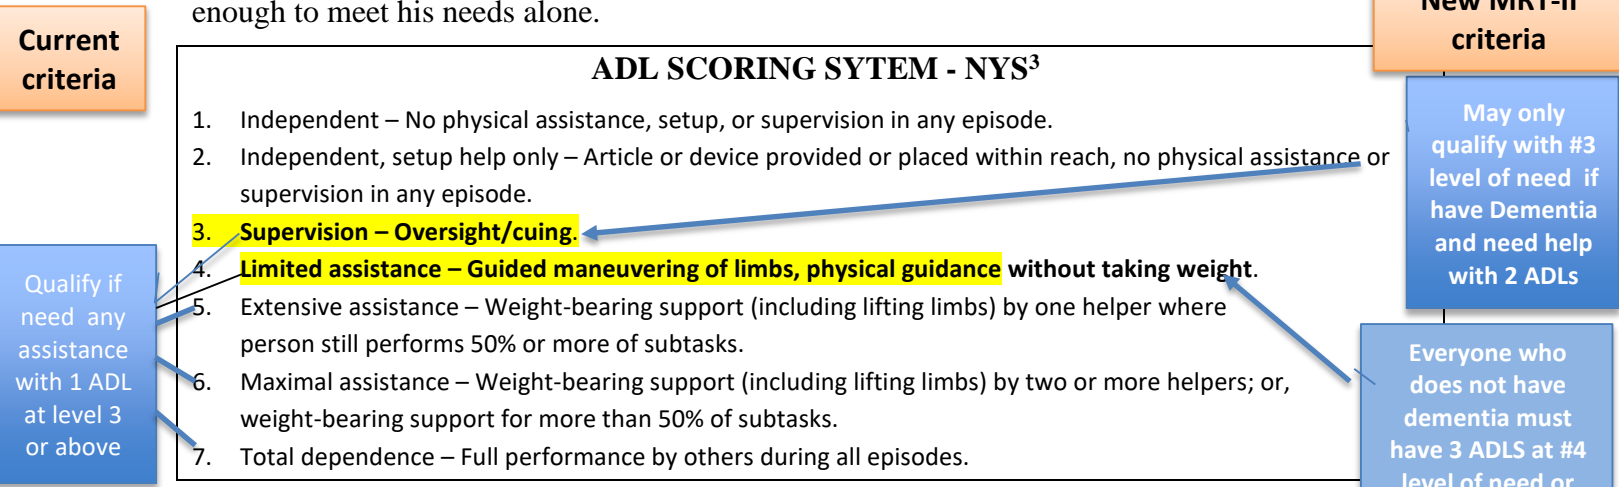 enough to meet his needs alone.
Current
criteria
New MRT-II
criteria
ADL SCORING SYTEM - NYS3
1. Independent – No physical assistance, setup, or supervision in any episode.
2. Independent, setup help only – Article or device provided or placed within reach, no physical assistance or
supervision in any episode.
3. Supervision – Oversight/cuing.
4. Limited assistance – Guided maneuvering of limbs, physical guidance without taking weight.
5. Extensive assistance – Weight-bearing support (including lifting limbs) by one helper where
person still performs 50% or more of subtasks.
6. Maximal assistance – Weight-bearing support (including lifting limbs) by two or more helpers; or,
weight-bearing support for more than 50% of subtasks.
7. Total dependence – Full performance by others during all episodes.
Qualify if
need any
assistance
with 1 ADL
at level 3
or above
May only
qualify with #3
level of need if
have Dementia
and need help
with 2 ADLs
Everyone who
does not have
dementia must
have 3 ADLS at #4
level of need or